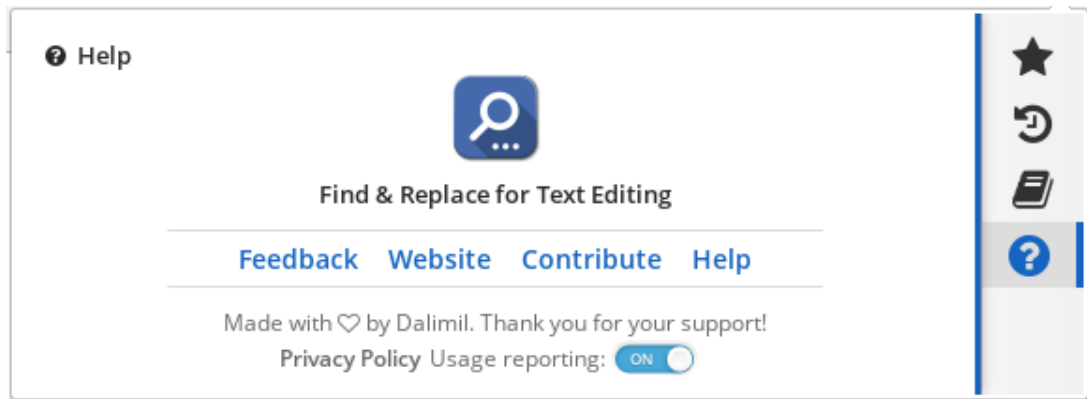 Help
Find & Replace for Text Editing
Feedback Website Contribute Help
Made with ♡ by Dalimil. Thank you for your support!
Privacy Policy Usage reporting: ON